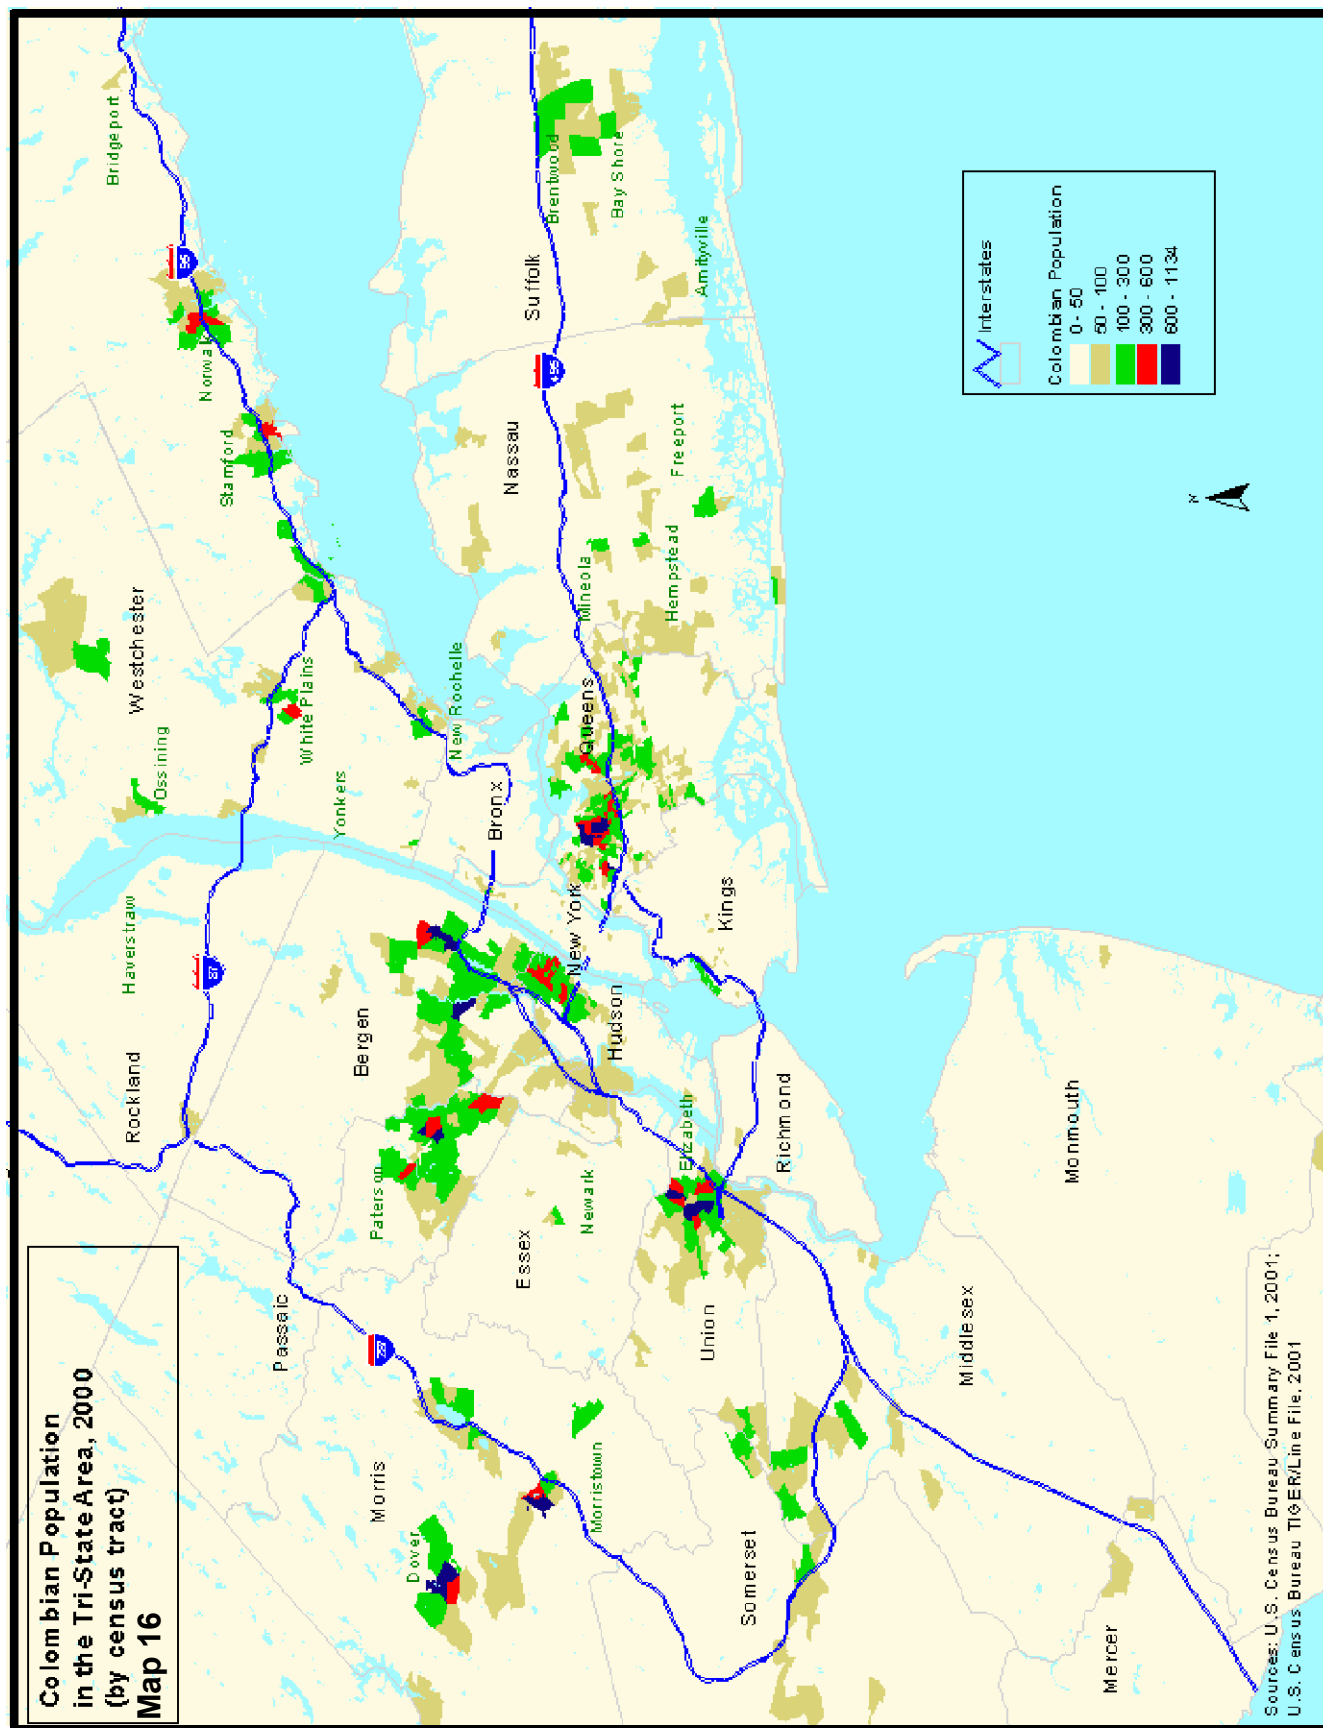 Colombian Population
in the Tri-State Area, 2000
(by census tract)
Map 16
Bridgeport
95
Norwalk
Stamford
Westchester
Ossining
White Plains
New Rochelle
Yonkers
Haverstraw
87
Rockland
Bergen
Bronx
Paterson
Passaic
287
Morris
Dover
Morristown
Essex
Newark
Hudson
New York
Queens
Mineola
Hempstead
Freeport
Nassau
495
Suffolk
Brentwood
Bay Shore
Amityville
Kings
Richmond
Elizabeth
Union
Somerset
Middlesex
Monmouth
Mercer
N
Interstates
Colombian Population
0 - 50
50 - 100
100 - 300
300 - 600
600 - 1134
Sources: U.S. Census Bureau Summary File 1, 2001;
U.S. Census Bureau TIGER/Line File, 2001